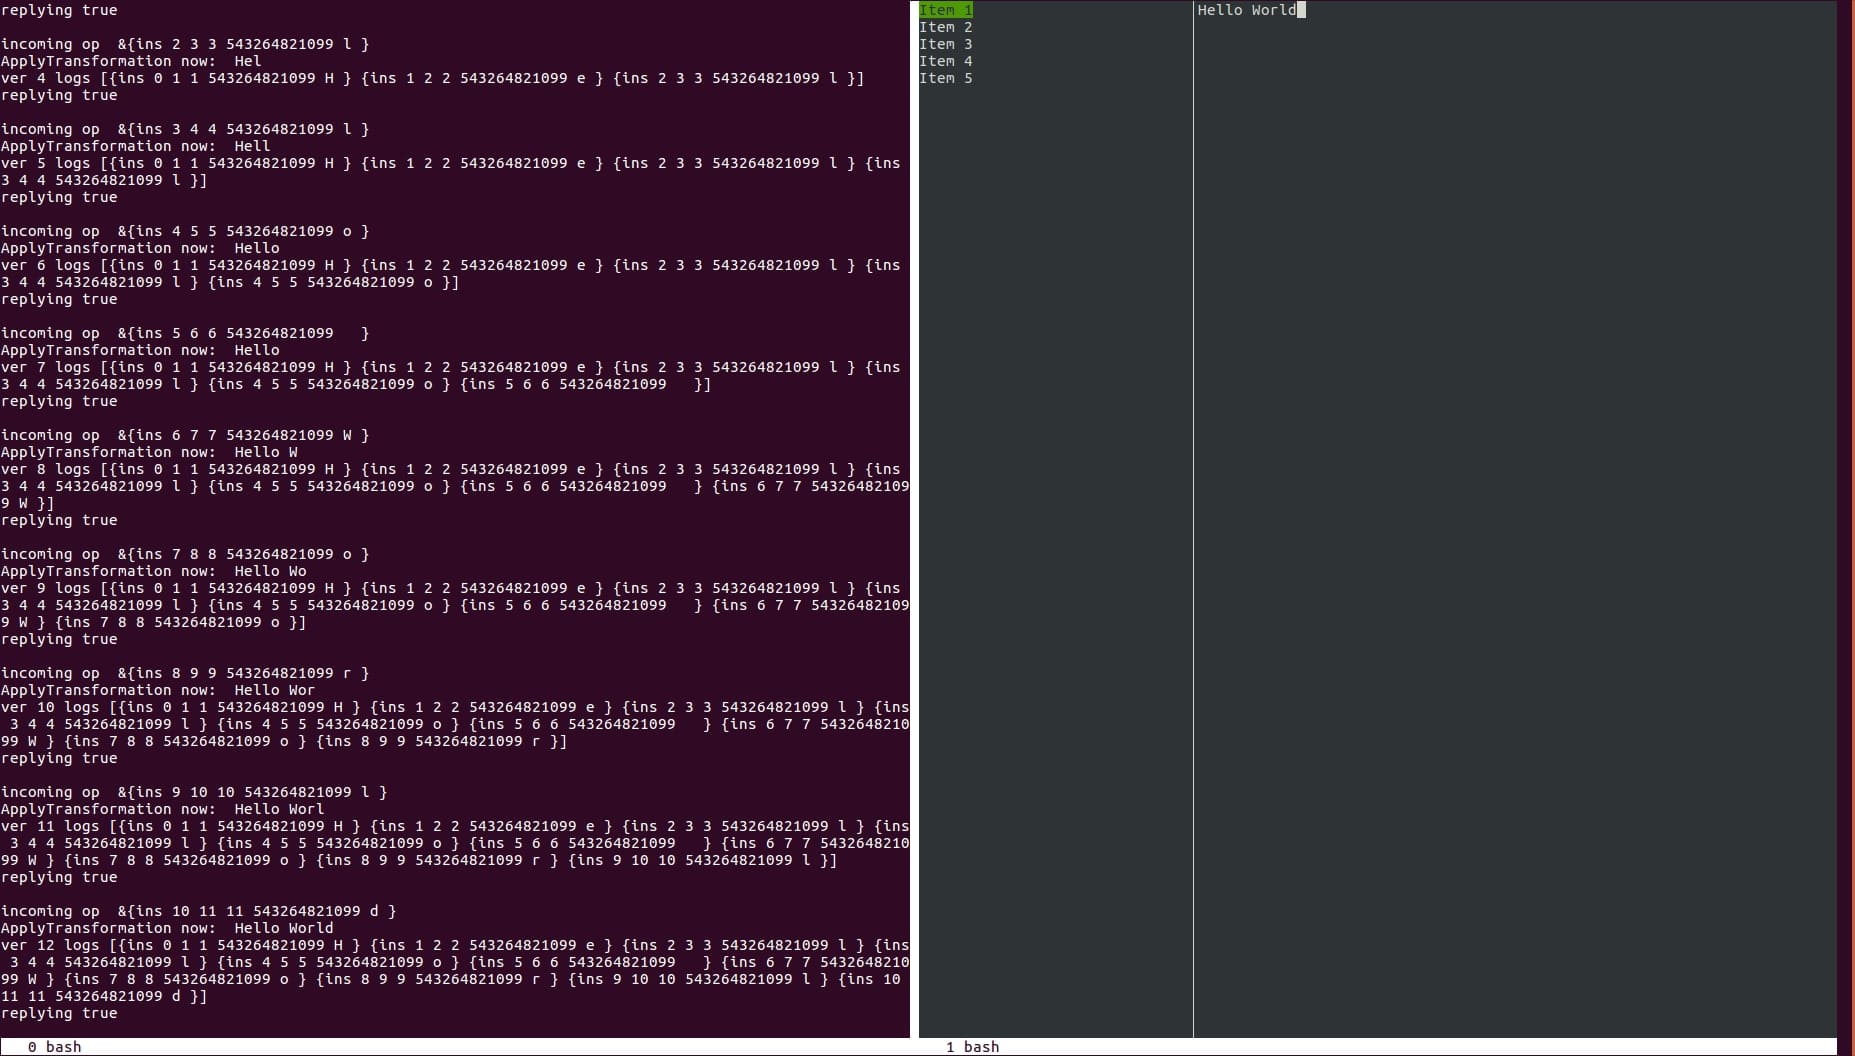 replying true
incoming op  &{ins 2 3 3 543264821099 l }
ApplyTransformation now:  Hel
ver 4 logs [{ins 0 1 1 543264821099 H } {ins 1 2 2 543264821099 e } {ins 2 3 3 543264821099 l }]
replying true
incoming op  &{ins 3 4 4 543264821099 l }
ApplyTransformation now:  Hell
ver 5 logs [{ins 0 1 1 543264821099 H } {ins 1 2 2 543264821099 e } {ins 2 3 3 543264821099 l } {ins
3 4 4 543264821099 l }]
replying true
incoming op  &{ins 4 5 5 543264821099 o }
ApplyTransformation now:  Hello
ver 6 logs [{ins 0 1 1 543264821099 H } {ins 1 2 2 543264821099 e } {ins 2 3 3 543264821099 l } {ins
3 4 4 543264821099 l } {ins 4 5 5 543264821099 o }]
replying true
incoming op  &{ins 5 6 6 543264821099   }
ApplyTransformation now:  Hello
ver 7 logs [{ins 0 1 1 543264821099 H } {ins 1 2 2 543264821099 e } {ins 2 3 3 543264821099 l } {ins
3 4 4 543264821099 l } {ins 4 5 5 543264821099 o } {ins 5 6 6 543264821099   }]
replying true
incoming op  &{ins 6 7 7 543264821099 W }
ApplyTransformation now:  Hello W
ver 8 logs [{ins 0 1 1 543264821099 H } {ins 1 2 2 543264821099 e } {ins 2 3 3 543264821099 l } {ins
3 4 4 543264821099 l } {ins 4 5 5 543264821099 o } {ins 5 6 6 543264821099   } {ins 6 7 7 54326482109
9 W }]
replying true
incoming op  &{ins 7 8 8 543264821099 o }
ApplyTransformation now:  Hello Wo
ver 9 logs [{ins 0 1 1 543264821099 H } {ins 1 2 2 543264821099 e } {ins 2 3 3 543264821099 l } {ins
3 4 4 543264821099 l } {ins 4 5 5 543264821099 o } {ins 5 6 6 543264821099   } {ins 6 7 7 54326482109
9 W } {ins 7 8 8 543264821099 o }]
replying true
incoming op  &{ins 8 9 9 543264821099 r }
ApplyTransformation now:  Hello Wor
ver 10 logs [{ins 0 1 1 543264821099 H } {ins 1 2 2 543264821099 e } {ins 2 3 3 543264821099 l } {ins
3 4 4 543264821099 l } {ins 4 5 5 543264821099 o } {ins 5 6 6 543264821099   } {ins 6 7 7 5432648210
99 W } {ins 7 8 8 543264821099 o } {ins 8 9 9 543264821099 r }]
replying true
incoming op  &{ins 9 10 10 543264821099 l }
ApplyTransformation now:  Hello Worl
ver 11 logs [{ins 0 1 1 543264821099 H } {ins 1 2 2 543264821099 e } {ins 2 3 3 543264821099 l } {ins
3 4 4 543264821099 l } {ins 4 5 5 543264821099 o } {ins 5 6 6 543264821099   } {ins 6 7 7 5432648210
99 W } {ins 7 8 8 543264821099 o } {ins 8 9 9 543264821099 r } {ins 9 10 10 543264821099 l }]
replying true
incoming op  &{ins 10 11 11 543264821099 d }
ApplyTransformation now:  Hello World
ver 12 logs [{ins 0 1 1 543264821099 H } {ins 1 2 2 543264821099 e } {ins 2 3 3 543264821099 l } {ins
3 4 4 543264821099 l } {ins 4 5 5 543264821099 o } {ins 5 6 6 543264821099   } {ins 6 7 7 5432648210
99 W } {ins 7 8 8 543264821099 o } {ins 8 9 9 543264821099 r } {ins 9 10 10 543264821099 l } {ins 10
11 11 543264821099 d }]
replying true
0 bash
Item 1
Item 2
Item 3
Item 4
Item 5
Hello World
1 bash